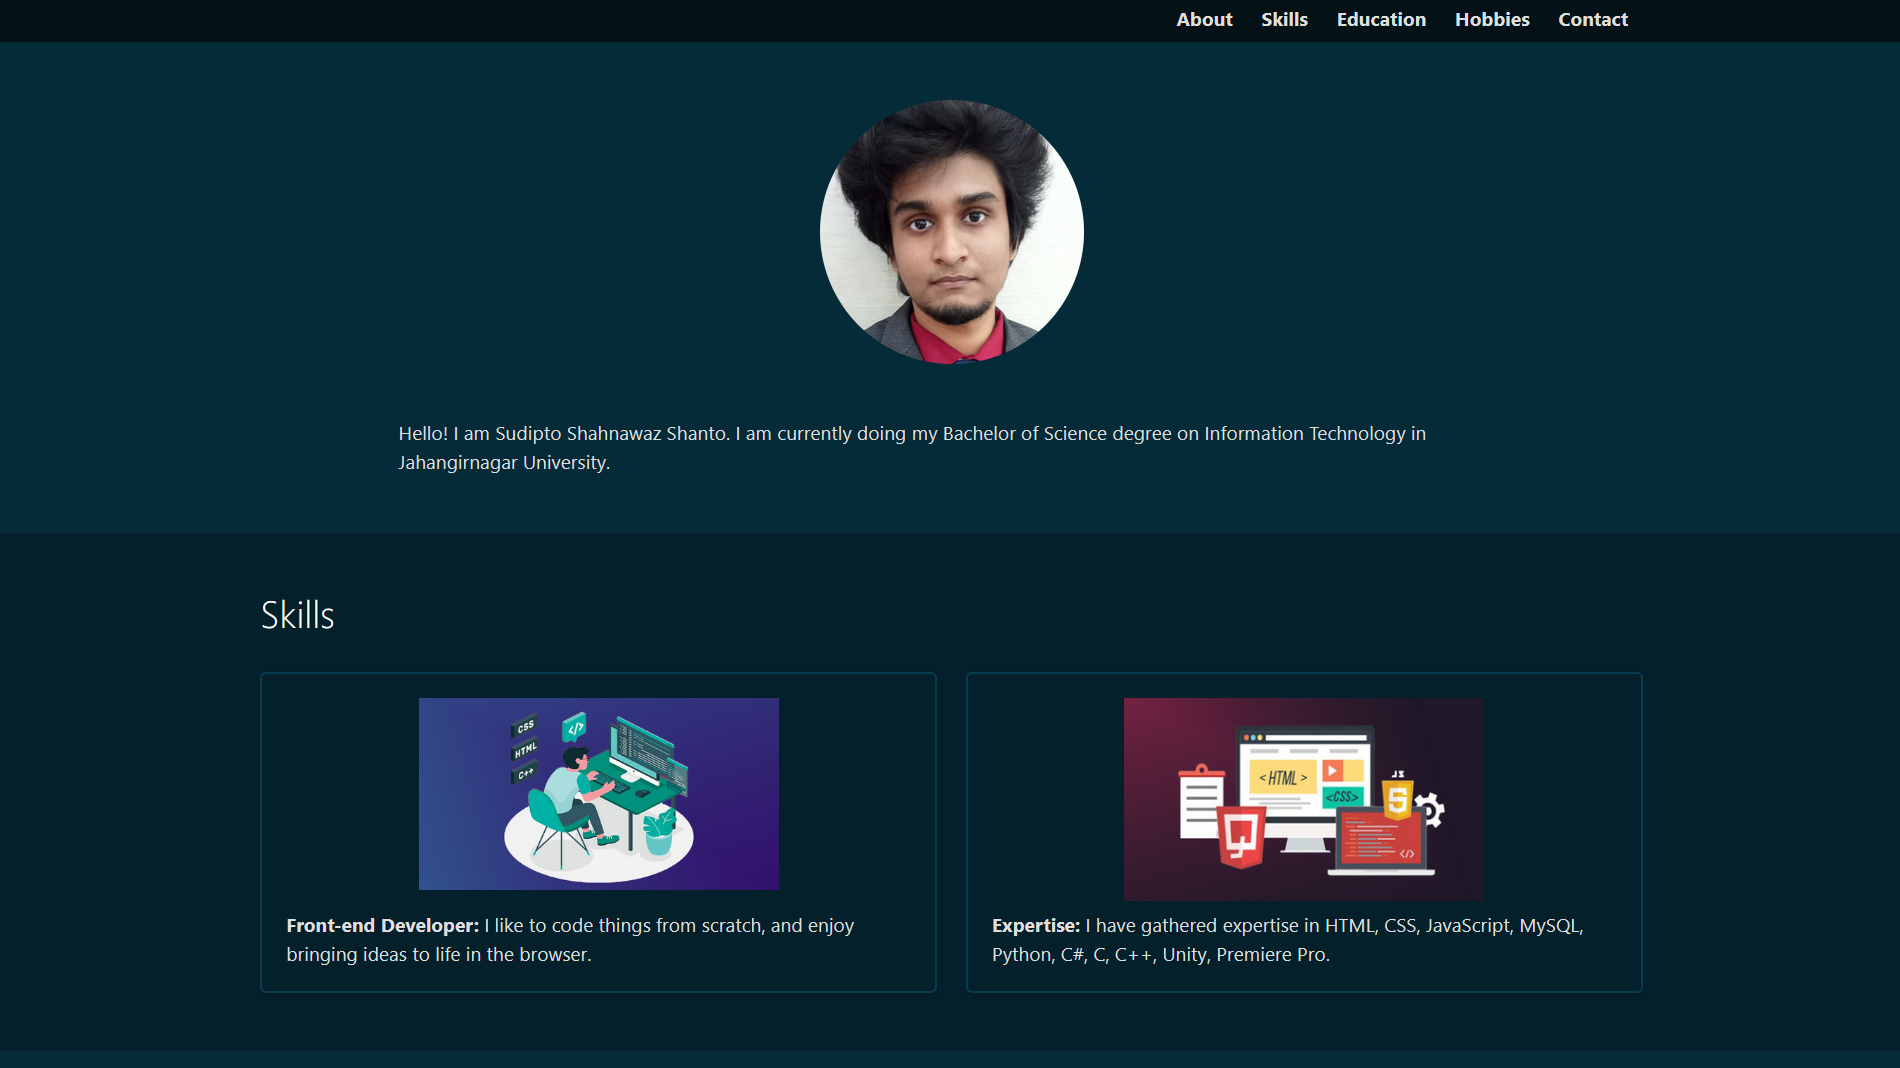 About Skills Education Hobbies Contact
Hello! I am Sudipto Shahnawaz Shanto. I am currently doing my Bachelor of Science degree on Information Technology in
Jahangirnagar University.
Skills
CSS
</>
HTML
C++
<HTML>
<CSS>
JS
5
</>
Front-end Developer: I like to code things from scratch, and enjoy
bringing ideas to life in the browser.
Expertise: I have gathered expertise in HTML, CSS, JavaScript, MySQL,
Python, C#, C, C++, Unity, Premiere Pro.